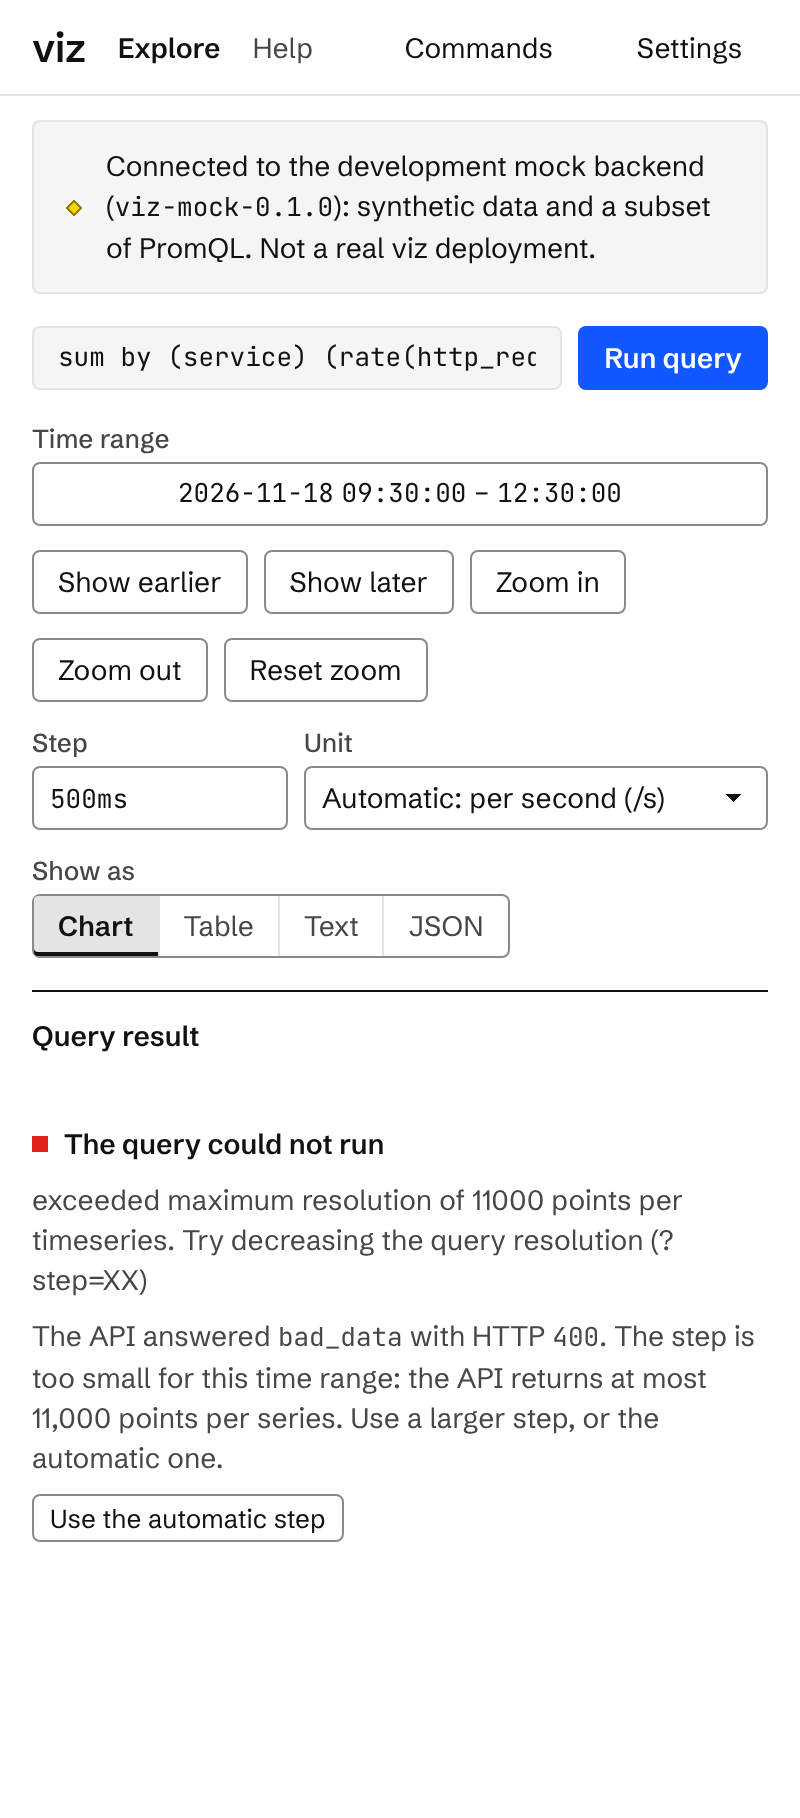 viz Explore Help Commands Settings
Connected to the development mock backend
(viz-mock-0.1.0): synthetic data and a subset
of PromQL. Not a real viz deployment.
sum by (service) (rate(http_rec
Run query
Time range
2026-11-18 09:30:00 – 12:30:00
Show earlier Show later Zoom in
Zoom out Reset zoom
Step Unit
500ms Automatic: per second (/s)
Show as
Chart Table Text JSON
Query result
The query could not run
exceeded maximum resolution of 11000 points per
timeseries. Try decreasing the query resolution (?
step=XX)
The API answered bad_data with HTTP 400. The step is
too small for this time range: the API returns at most
11,000 points per series. Use a larger step, or the
automatic one.
Use the automatic step